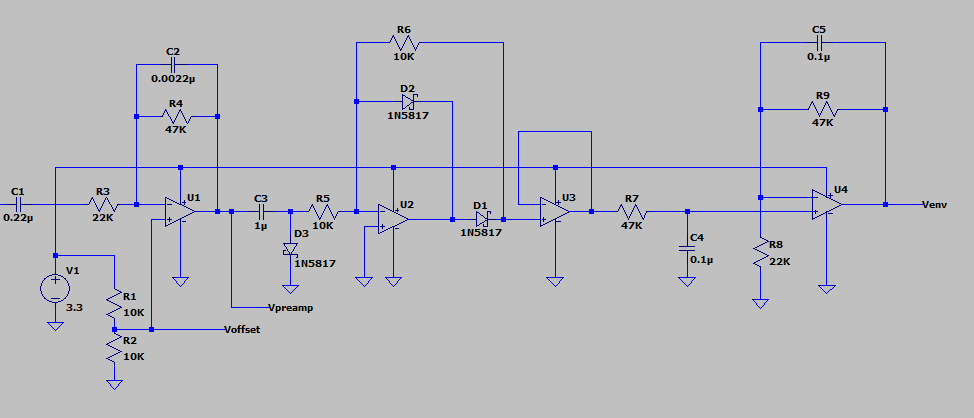 R6
10K
C5
0.1µ
C2
0.0022µ
D2
1N5817
R9
47K
R4
47K
C1
0.22µ
R3
22K
U1
C3
1µ
R5
10K
U2
D1
1N5817
U3
R7
47K
U4
Venv
D3
1N5817
C4
0.1µ
R8
22K
V1
3.3
R1
10K
Vpreamp
Voffset
R2
10K